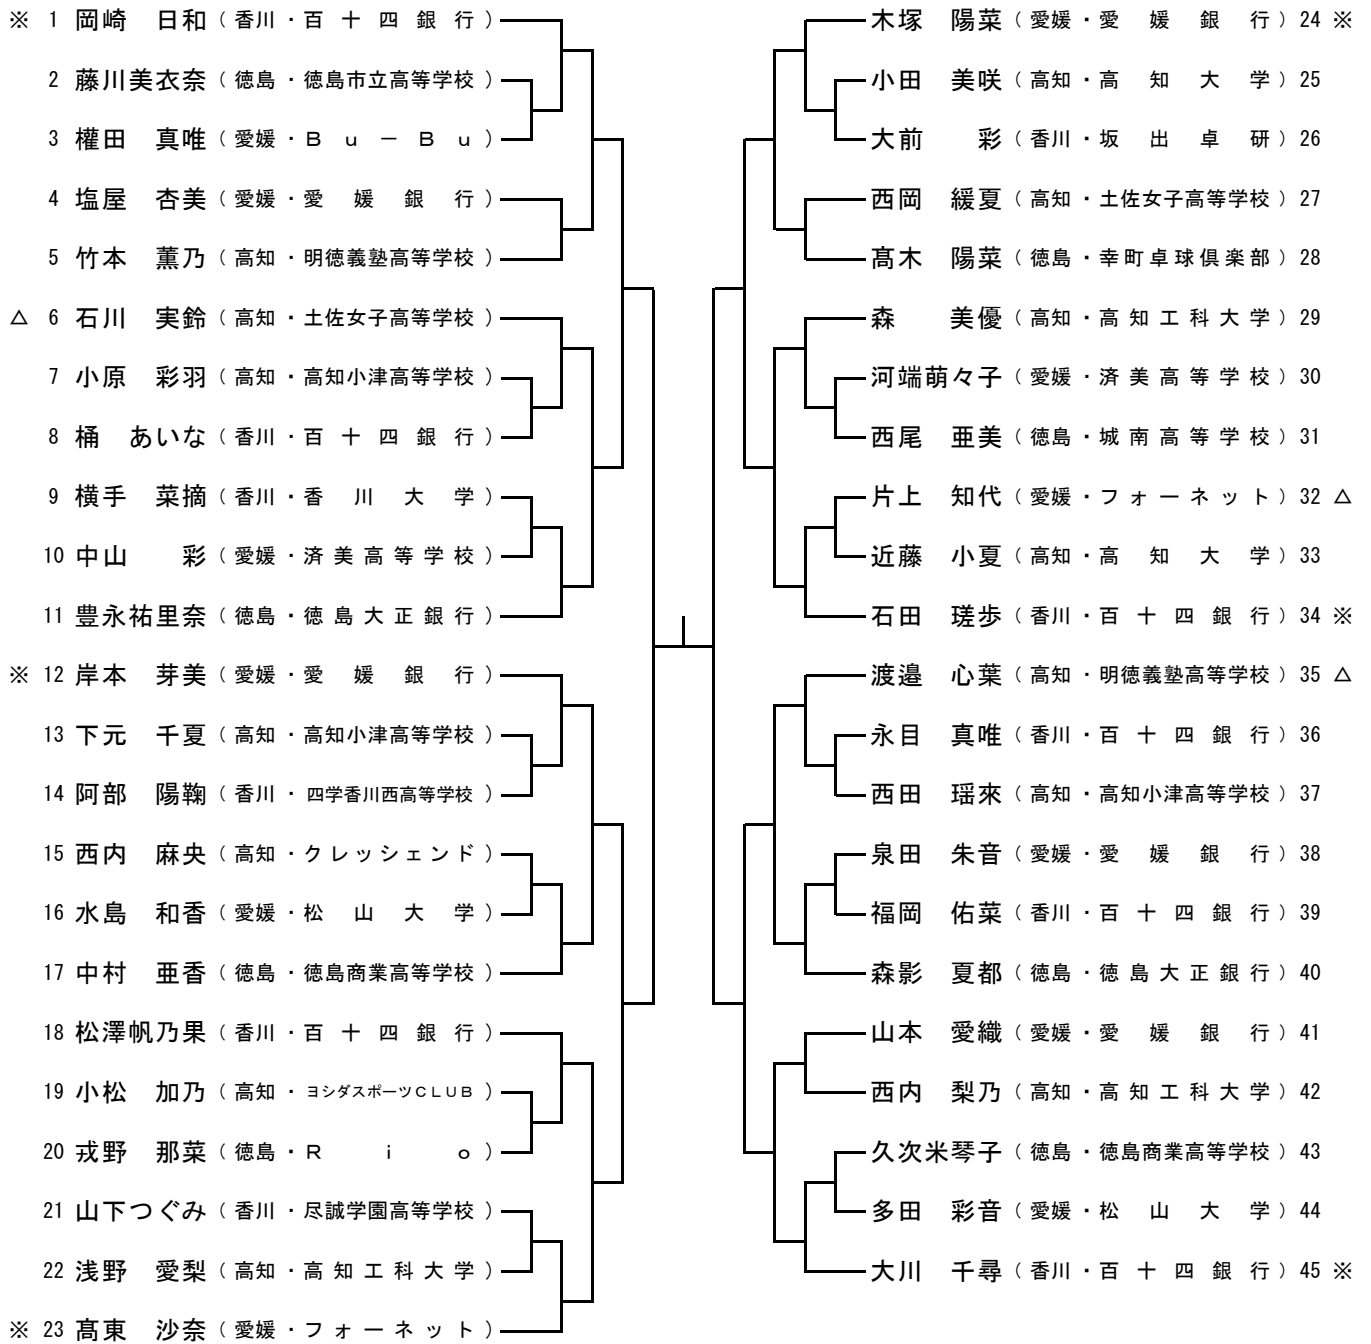 ※ 1 岡崎　日和（香川・百十四銀行）
2 藤川美衣奈（徳島・徳島市立高等学校）
3 權田　真唯（愛媛・Ｂｕ－Ｂｕ）
4 塩屋　杏美（愛媛・愛媛銀行）
5 竹本　薫乃（高知・明徳義塾高等学校）
△ 6 石川　実鈴（高知・土佐女子高等学校）
7 小原　彩羽（高知・高知小津高等学校）
8 桶　あいな（香川・百十四銀行）
9 横手　菜摘（香川・香川大学）
10 中山　彩（愛媛・済美高等学校）
11 豊永祐里奈（徳島・徳島大正銀行）
※ 12 岸本　芽美（愛媛・愛媛銀行）
13 下元　千夏（高知・高知小津高等学校）
14 阿部　陽鞠（香川・四学香川西高等学校）
15 西内　麻央（高知・クレッシェンド）
16 水島　和香（愛媛・松山大学）
17 中村　亜香（徳島・徳島商業高等学校）
18 松澤帆乃果（香川・百十四銀行）
19 小松　加乃（高知・ヨシダスポーツＣＬＵＢ）
20 戎野　那菜（徳島・Ｒｉｏ）
21 山下つぐみ（香川・尽誠学園高等学校）
22 浅野　愛梨（高知・高知工科大学）
※ 23 髙東　沙奈（愛媛・フォーネット）
木塚　陽菜（愛媛・愛媛銀行）24 ※
小田　美咲（高知・高知大学）25
大前　彩（香川・坂出卓研）26
西岡　緩夏（高知・土佐女子高等学校）27
髙木　陽菜（徳島・幸町卓球倶楽部）28
森　美優（高知・高知工科大学）29
河端萌々子（愛媛・済美高等学校）30
西尾　亜美（徳島・城南高等学校）31
片上　知代（愛媛・フォーネット）32 △
近藤　小夏（高知・高知大学）33
石田　瑳歩（香川・百十四銀行）34 ※
渡邉　心葉（高知・明徳義塾高等学校）35 △
永目　真唯（香川・百十四銀行）36
西田　瑶來（高知・高知小津高等学校）37
泉田　朱音（愛媛・愛媛銀行）38
福岡　佑菜（香川・百十四銀行）39
森影　夏都（徳島・徳島大正銀行）40
山本　愛織（愛媛・愛媛銀行）41
西内　梨乃（高知・高知工科大学）42
久次米琴子（徳島・徳島商業高等学校）43
多田　彩音（愛媛・松山大学）44
大川　千尋（香川・百十四銀行）45 ※